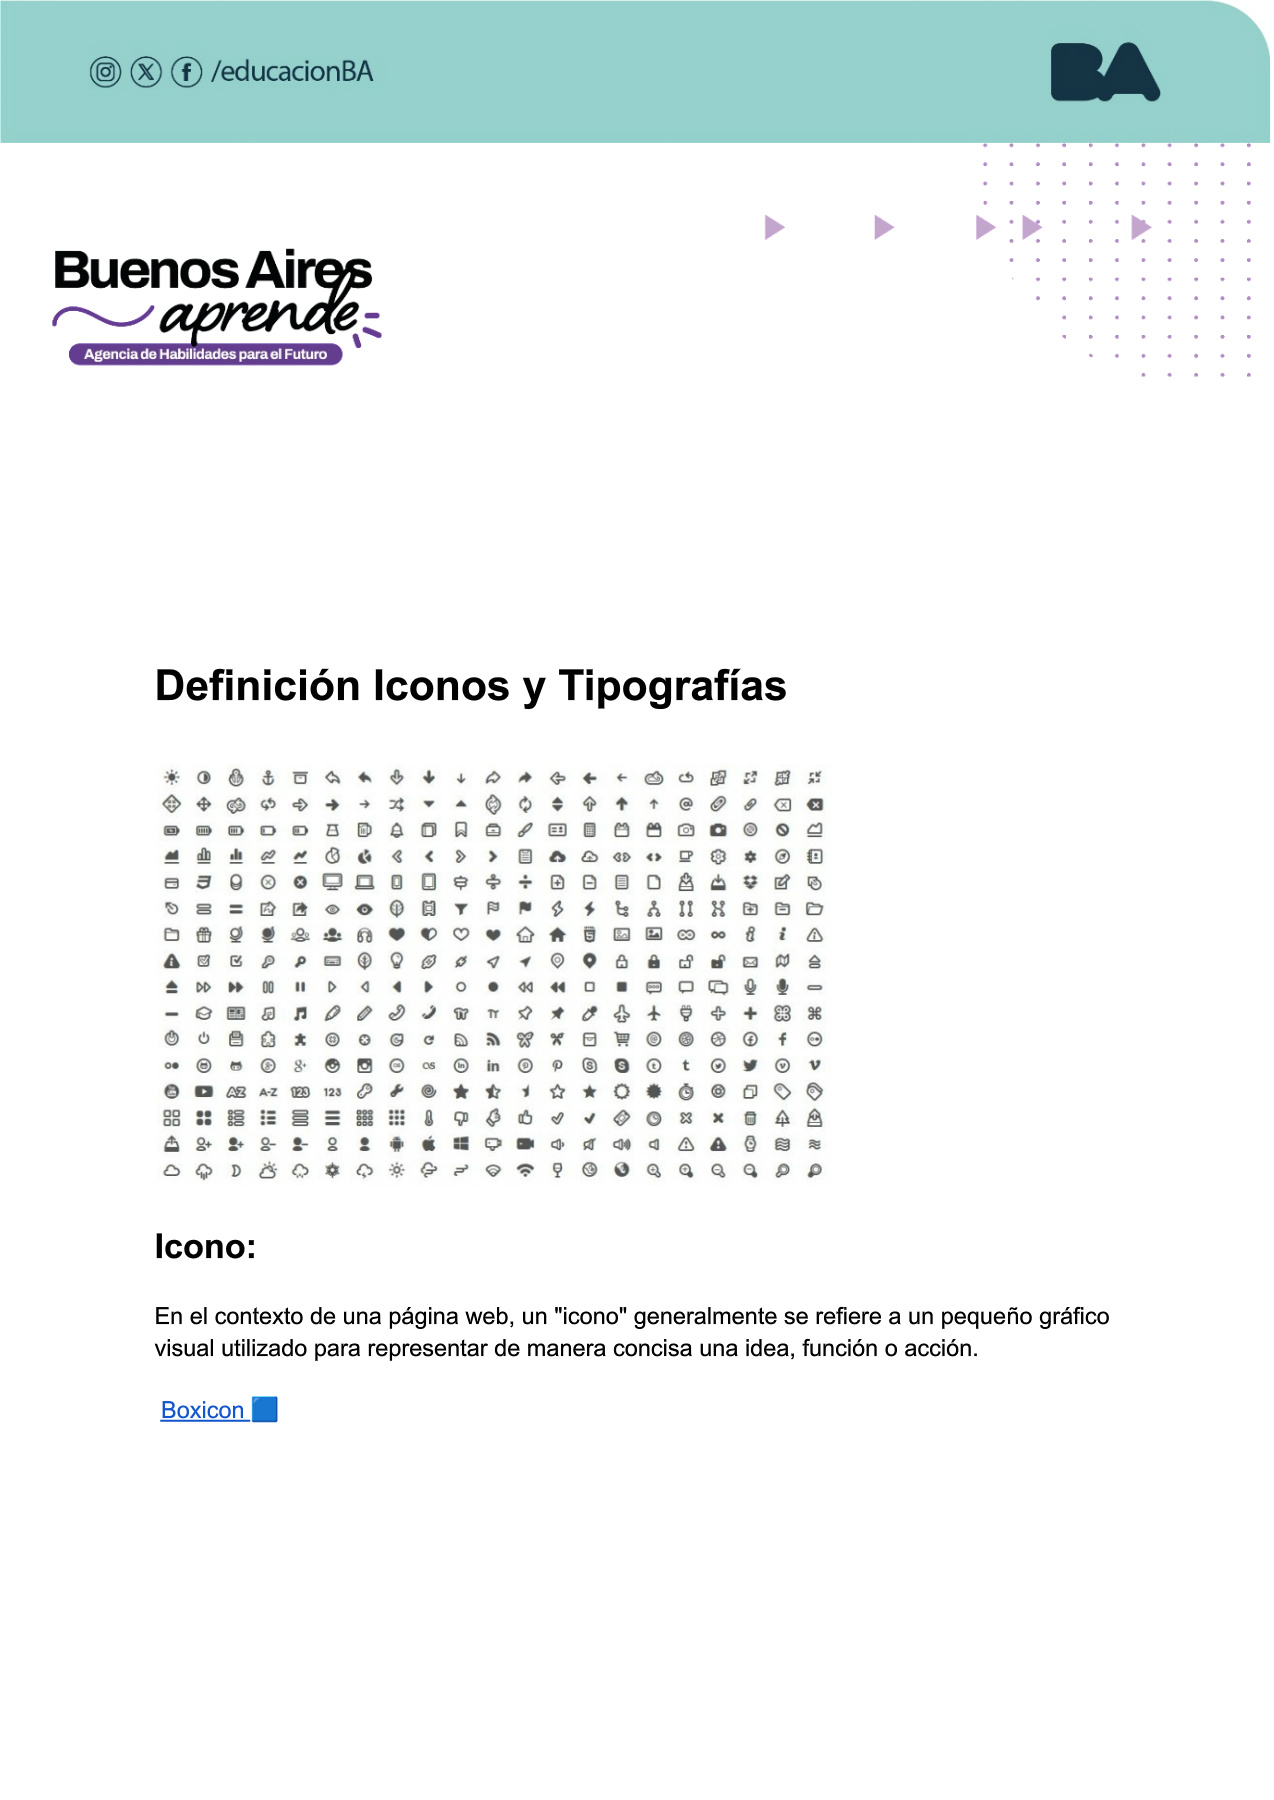 /educacionBA
BA
Buenos Aires
aprende
Agencia de Habilidades para el Futuro
Definición Iconos y Tipografías
Icono:
En el contexto de una página web, un "icono" generalmente se refiere a un pequeño gráfico
visual utilizado para representar de manera concisa una idea, función o acción.
Boxicon